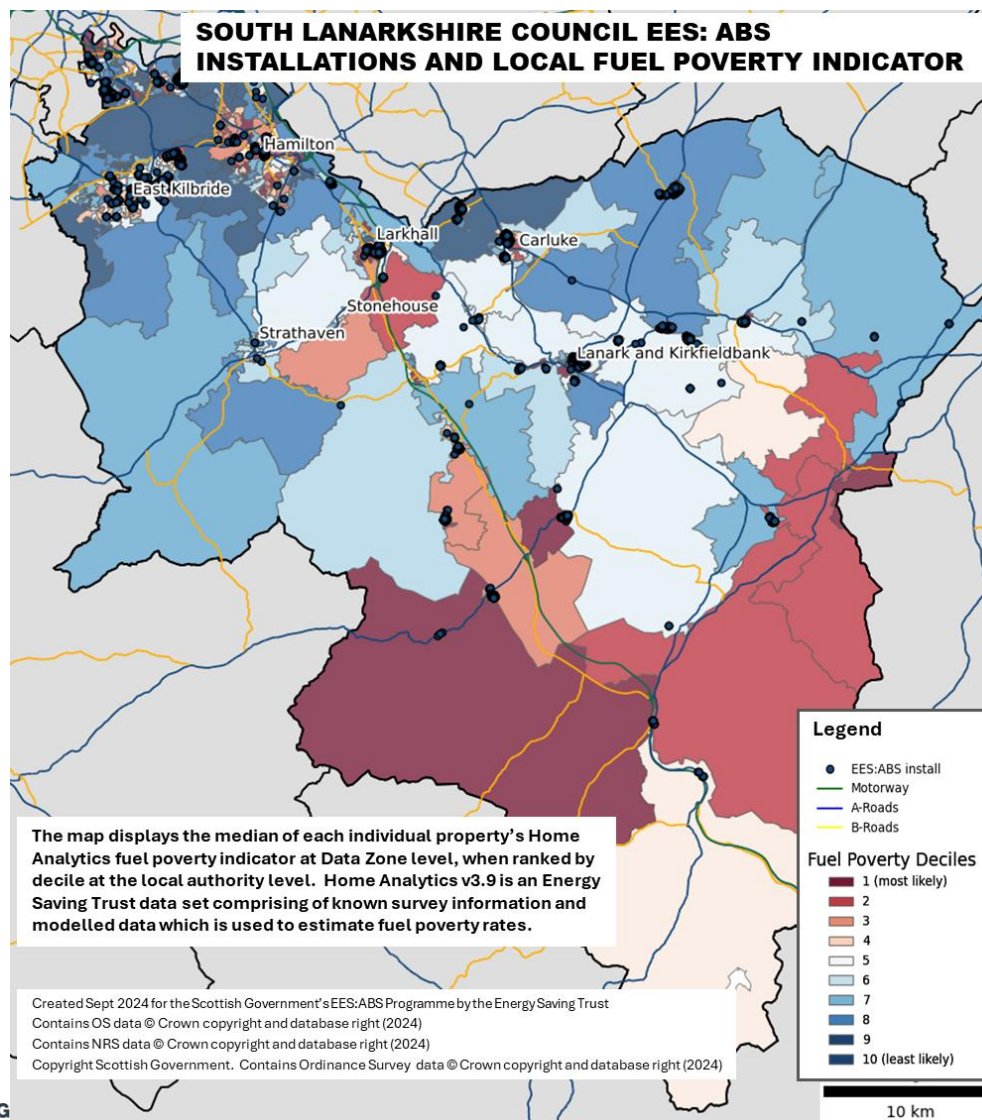 SOUTH LANARKSHIRE COUNCIL EES: ABS
INSTALLATIONS AND LOCAL FUEL POVERTY INDICATOR
Hamilton
East Kilbride
Larkhall
Carluke
Stonehouse
Strathaven
Lanark and Kirkfieldbank
Legend
EES:ABS install
Motorway
A-Roads
B-Roads
Fuel Poverty Deciles
1 (most likely)
2
3
4
5
6
7
8
9
10 (least likely)
10 km
The map displays the median of each individual property's Home
Analytics fuel poverty indicator at Data Zone level, when ranked by
decile at the local authority level. Home Analytics v3.9 is an Energy
Saving Trust data set comprising of known survey information and
modelled data which is used to estimate fuel poverty rates.
Created Sept 2024 for the Scottish Government's EES:ABS Programme by the Energy Saving Trust
Contains OS data © Crown copyright and database right (2024)
Contains NRS data © Crown copyright and database right (2024)
Copyright Scottish Government. Contains Ordinance Survey data © Crown copyright and database right (2024)
G